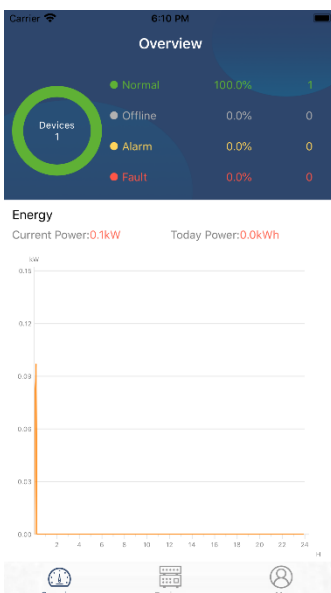 Carrier 6:10 PM
Overview
Devices
1
Normal 100.0% 1
Offline 0.0% 0
Alarm 0.0% 0
Fault 0.0% 0
Energy
Current Power:0.1kW Today Power:0.0kWh
kW
0.15
0.12
0.09
0.06
0.03
0.00
2 4 6 8 10 12 14 16 18 20 22 24
H